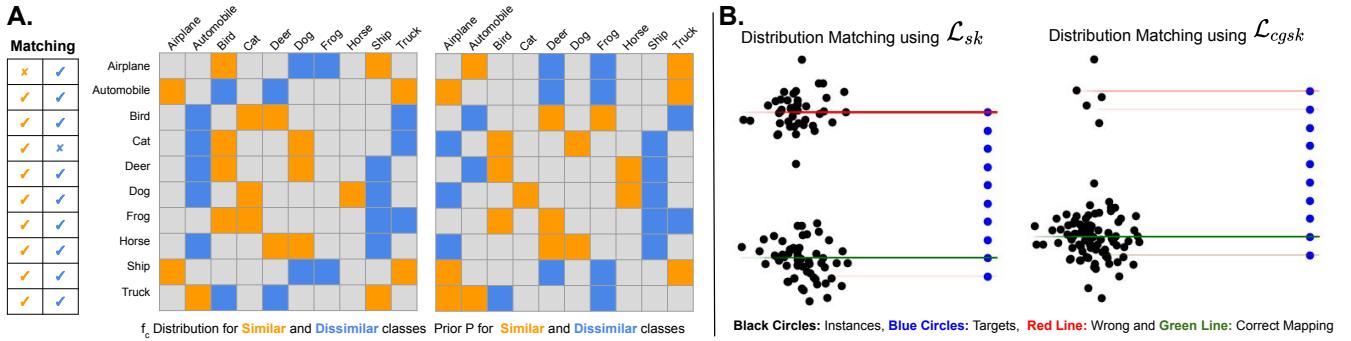 A.
Matching
✘ ✓
✓ ✓
✓ ✓
✓ ✘
✓ ✓
✓ ✓
✓ ✓
✓ ✓
✓ ✓
✓ ✓
Airplane Automobile Bird Cat Deer Dog Frog Horse Ship Truck
Airplane Automobile Bird Cat Deer Dog Frog Horse Ship Truck
Airplane
Automobile
Bird
Cat
Deer
Dog
Frog
Horse
Ship
Truck
f_c Distribution for Similar and Dissimilar classes
Prior P for Similar and Dissimilar classes
B.
Distribution Matching using ℒ_sk
Distribution Matching using ℒ_cgsk
Black Circles: Instances, Blue Circles: Targets, Red Line: Wrong and Green Line: Correct Mapping